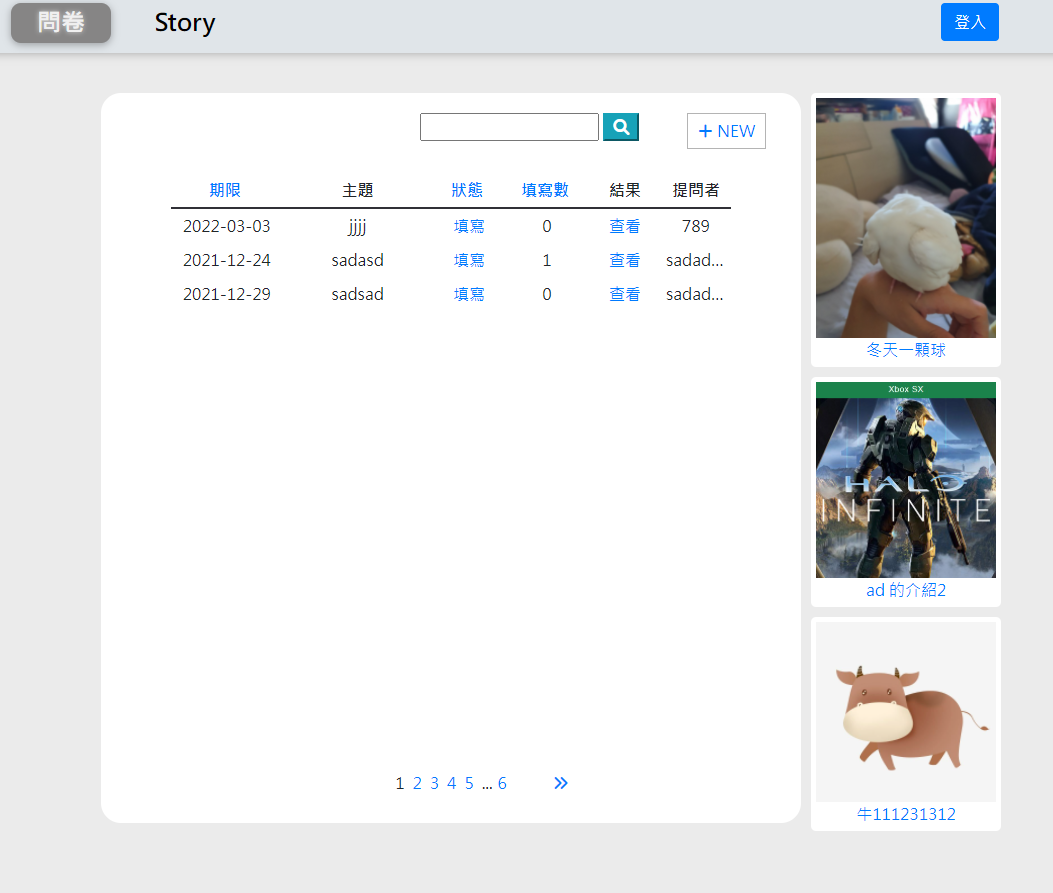 問卷 Story 登入
NEW
期限 主題 狀態 填寫數 結果 提問者
2022-03-03 jjjj 填寫 0 查看 789
2021-12-24 sadasd 填寫 1 查看 sadad...
2021-12-29 sadsad 填寫 0 查看 sadad...
1 2 3 4 5 ... 6 »
冬天一顆球
Xbox SX
HALO
INFINITE
ad 的介紹2
牛111231312